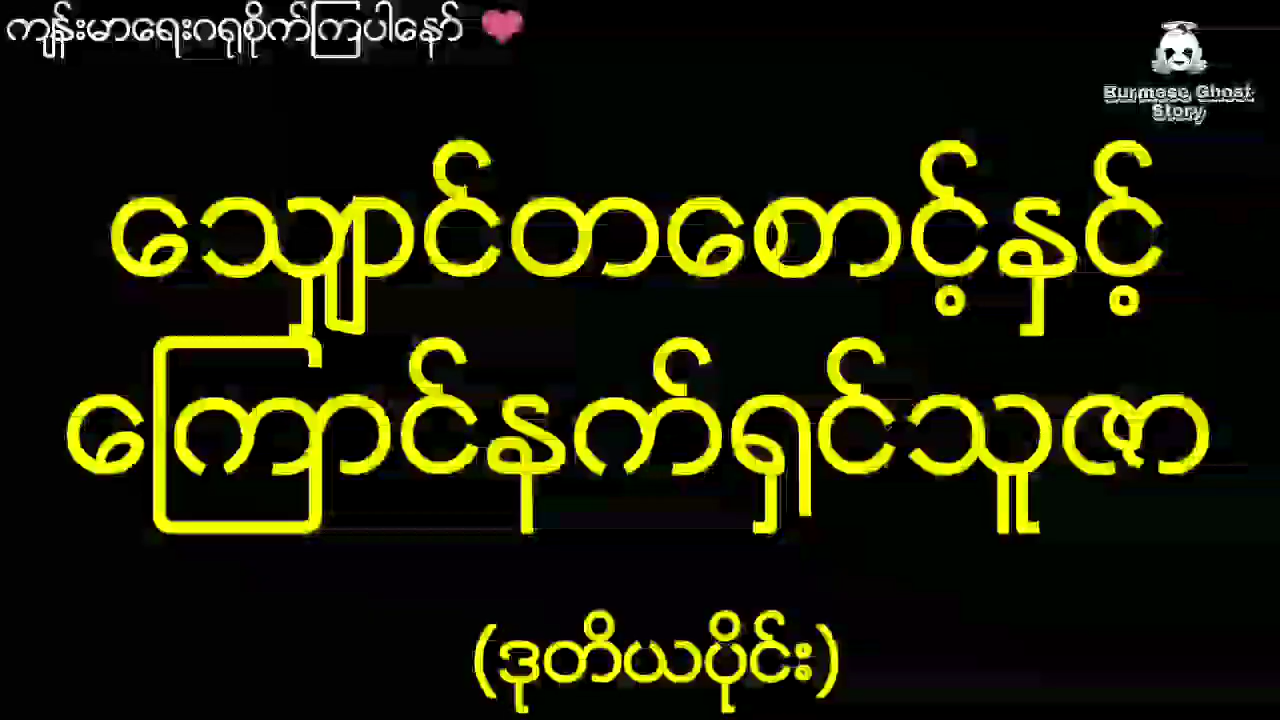 ကျန်းမာရေးဂရုစိုက်ကြပါနော် ❤
Burmese Ghost
Story
သျှောင်တစောင့်နှင့်
ကြောင်နက်ရှင်သူဇာ
(ဒုတိယပိုင်း)